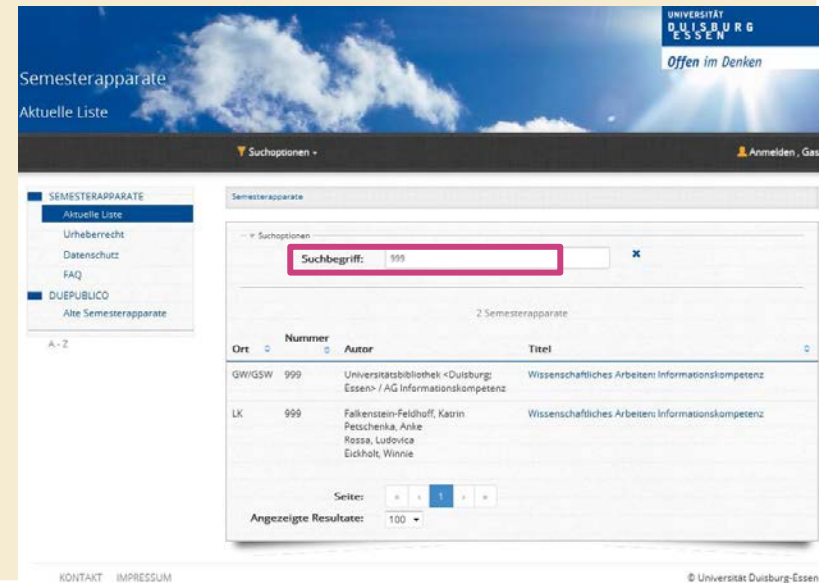 UNIVERSITÄT
DUISBURG
ESSEN
Offen im Denken
Semesterapparate
Aktuelle Liste
Suchoptionen
Anmelden , Gas
SEMESTERAPPARATE
Aktuelle Liste
Urheberrecht
Datenschutz
FAQ
DUEPUBLICO
Alte Semesterapparate
A - Z
Semesterapparate
Suchoptionen
Suchbegriff: 999
2 Semesterapparate
Ort Nummer Autor Titel
GW/GSW 999 Universitätsbibliothek <Duisburg; Wissenschaftliches Arbeiten: Informationskompetenz
Essen> / AG Informationskompetenz
LK 999 Falkenstein-Feldhoff, Katrin Wissenschaftliches Arbeiten: Informationskompetenz
Petschenka, Anke
Rossa, Ludovica
Eickholt, Winnie
Seite: « ‹ 1 › »
Angezeigte Resultate: 100
KONTAKT IMPRESSUM
© Universität Duisburg-Essen